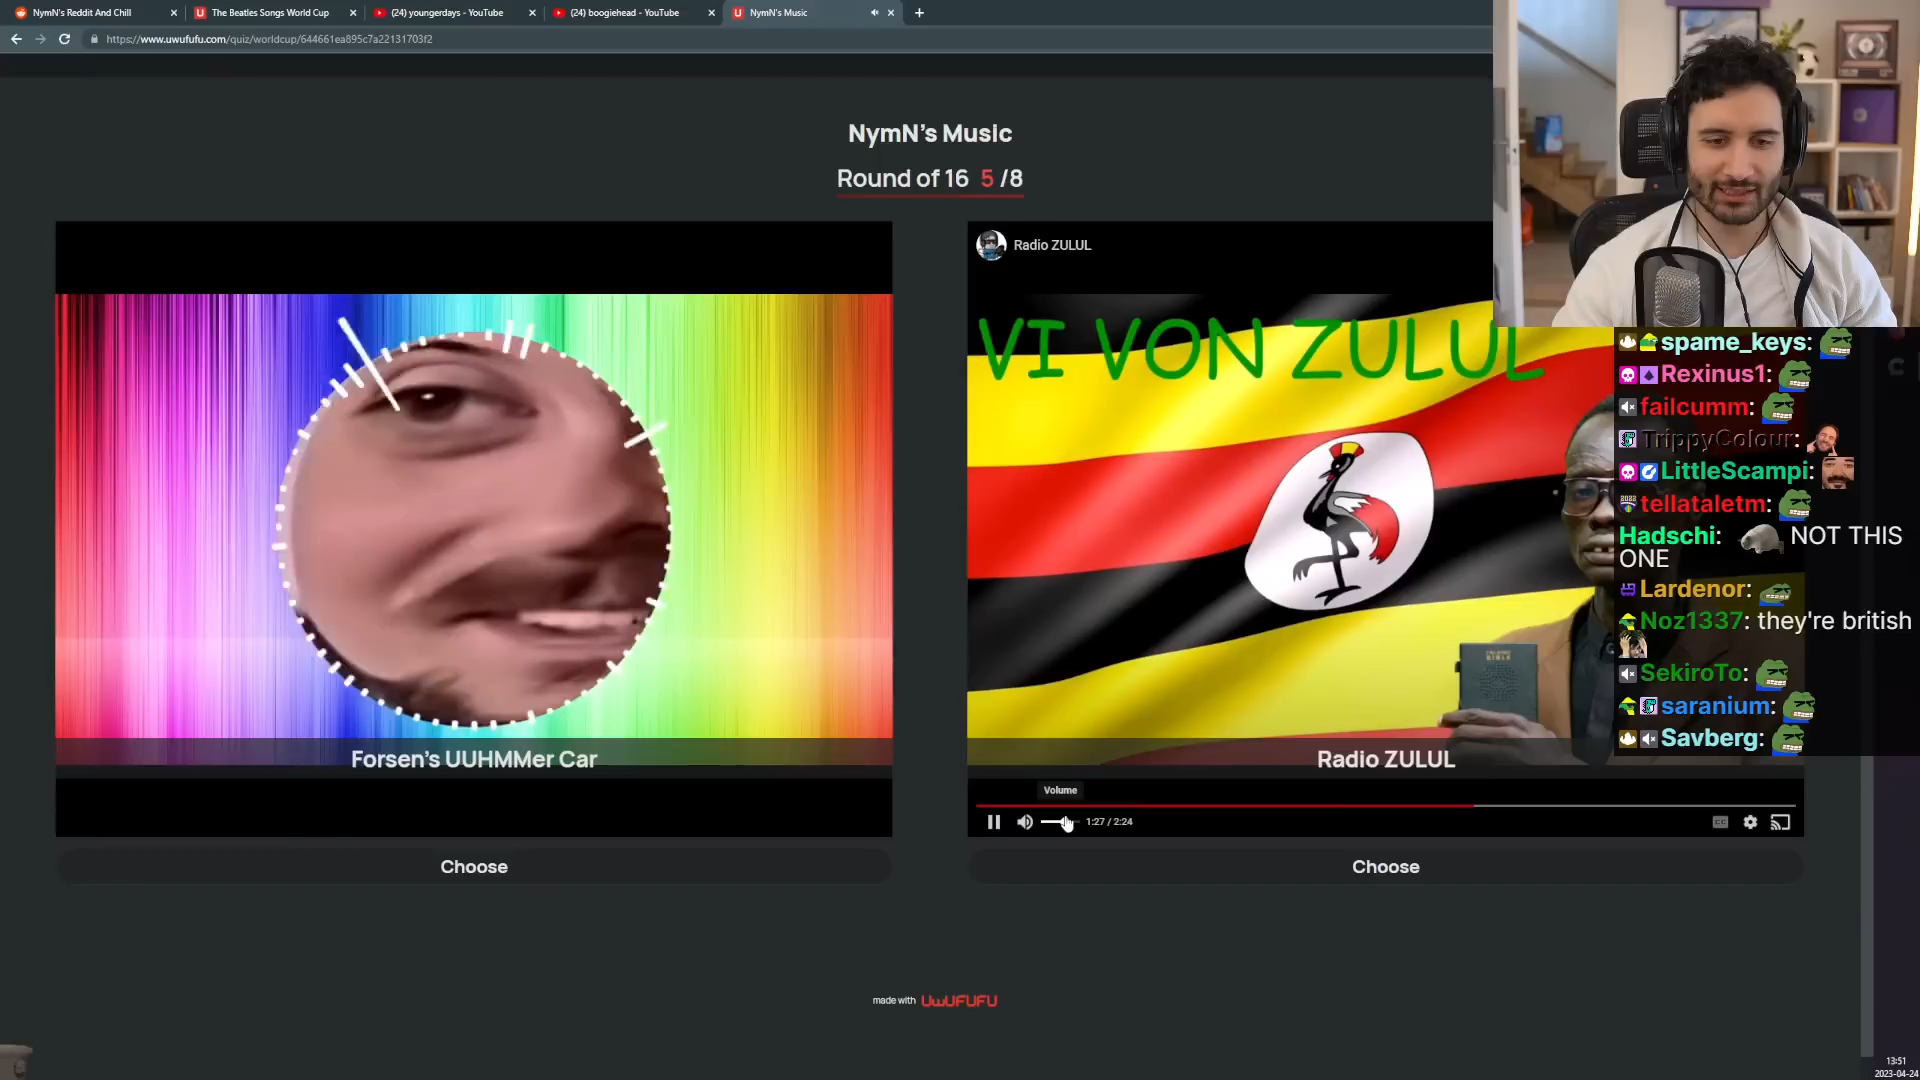 NymN's Reddit And Chill
The Beatles Songs World Cup
(24) youngerdays - YouTube
(24) boogiehead - YouTube
NymN's Music
https://www.uwufufu.com/quiz/worldcup/644661ea895c7a22131703f2
NymN's Music
Round of 16 5 /8
Radio ZULUL
VI VON ZULUL
HOLY BIBLE
Forsen's UUHMMer Car
Radio ZULUL
Volume
1:27 / 2:24
CC
Choose
Choose
made with UwUFUFU
spame_keys:
Rexinus1:
failcumm:
TrippyColour:
LittleScampi:
tellataletm:
Hadschi: NOT THIS
ONE
Lardenor:
Noz1337: they're british
SekiroTo:
saranium:
Savberg:
13:51
2023-04-24